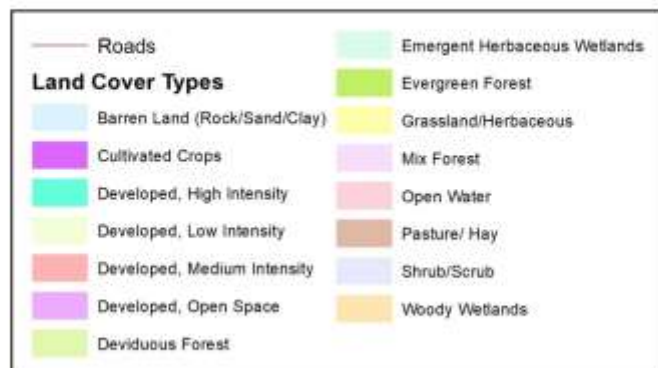 Roads
Land Cover Types
Barren Land (Rock/Sand/Clay)
Cultivated Crops
Developed, High Intensity
Developed, Low Intensity
Developed, Medium Intensity
Developed, Open Space
Deviduous Forest
Emergent Herbaceous Wetlands
Evergreen Forest
Grassland/Herbaceous
Mix Forest
Open Water
Pasture/ Hay
Shrub/Scrub
Woody Wetlands